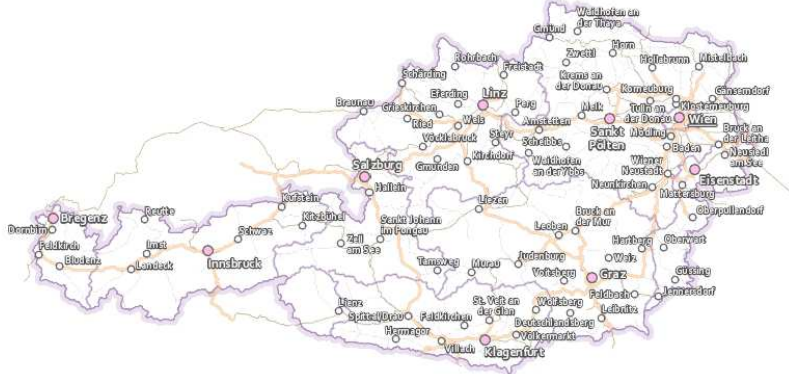 Waidhofen an
der Thaya
Gmünd
Zwettl
Horn
Hollabrunn
Mistelbach
Rohrbach
Freistadt
Schärding
Krems an
der Donau
Korneuburg
Gänserndorf
Braunau
Grieskirchen
Eferding
Linz
Perg
Melk
Tulln an
der Donau
Klosterneuburg
Wien
Ried
Wels
Steyr
Amstetten
Sankt
Pölten
Mödling
Bruck an
der Leitha
Vöcklabruck
Scheibbs
Baden
Neusiedl
am See
Salzburg
Gmunden
Kirchdorf
Waidhofen
an der Ybbs
Wiener
Neustadt
Eisenstadt
Hallein
Neunkirchen
Mattersburg
Kufstein
Liezen
Oberpullendorf
Bregenz
Reutte
Kitzbühel
Sankt Johann
im Pongau
Bruck an
der Mur
Dornbirn
Schwaz
Zell
am See
Leoben
Hartberg
Oberwart
Feldkirch
Imst
Innsbruck
Bludenz
Landeck
Tamsweg
Murau
Judenburg
Weiz
Voitsberg
Graz
Güssing
Feldbach
Jennersdorf
Lienz
Spittal/Drau
Feldkirchen
St. Veit an
der Glan
Wolfsberg
Leibnitz
Deutschlandsberg
Hermagor
Völkermarkt
Villach
Klagenfurt